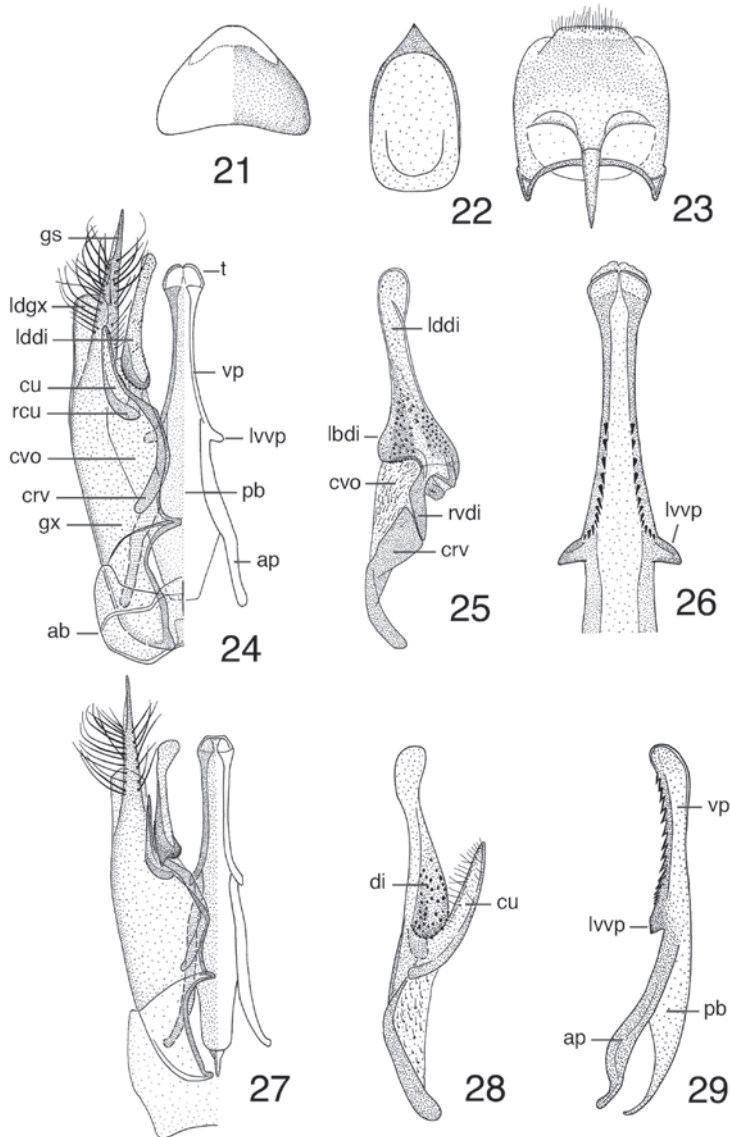 21
22
23
gs
ldgx
lddi
cu
rcu
cvo
crv
gx
ab
t
vp
lvvp
pb
ap
24
lddi
lbdi
cvo
rvdi
crv
25
lvvp
26
27
di
cu
28
vp
lvvp
pb
ap
29